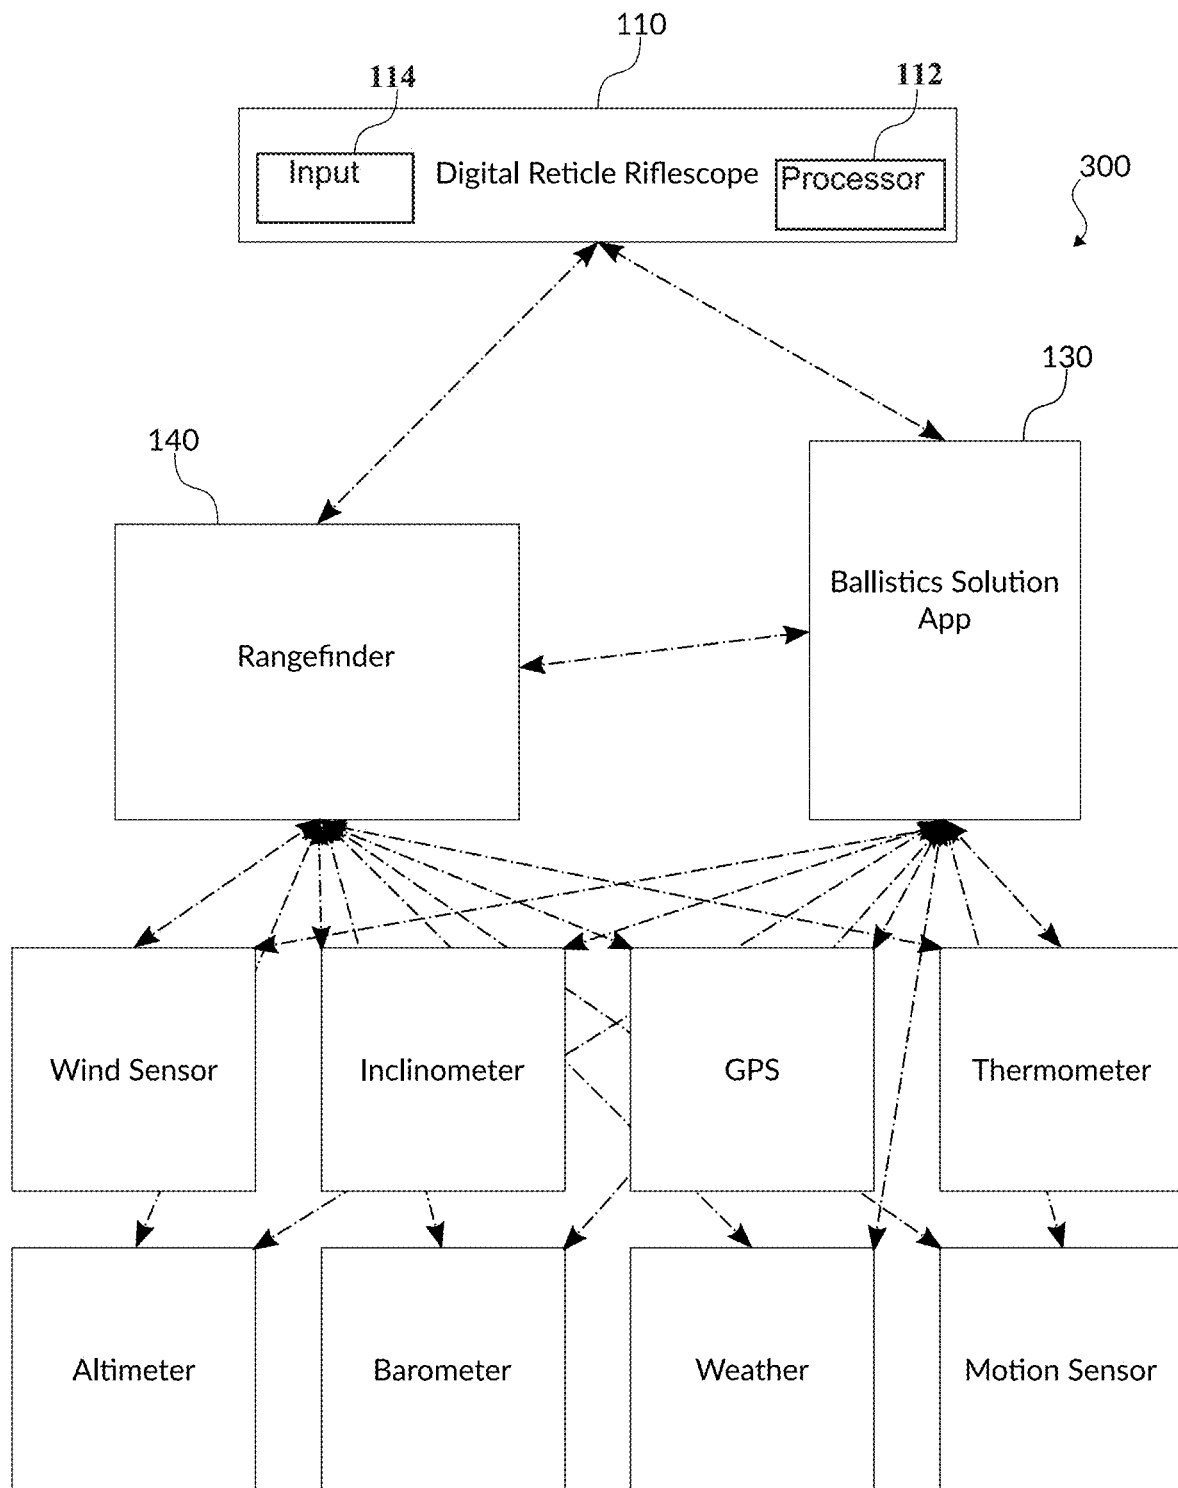 110
114
112
Input
Digital Reticle Riflescope
Processor
300
130
140
Ballistics Solution
App
Rangefinder
Wind Sensor
Inclinometer
GPS
Thermometer
Altimeter
Barometer
Weather
Motion Sensor